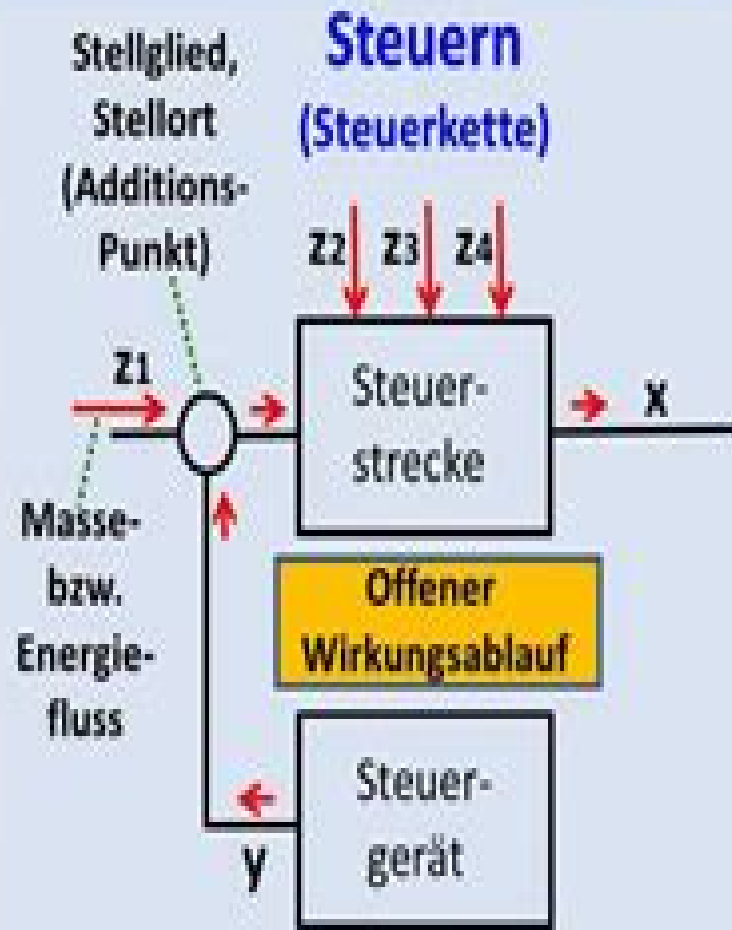 Stellglied,
Stellort
(Additions-
Punkt)
Steuern
(Steuerkette)
z2 z3 z4
z1
Steuer-
strecke
x
Masse-
bzw.
Energie-
fluss
Offener
Wirkungsablauf
Steuer-
gerät
y